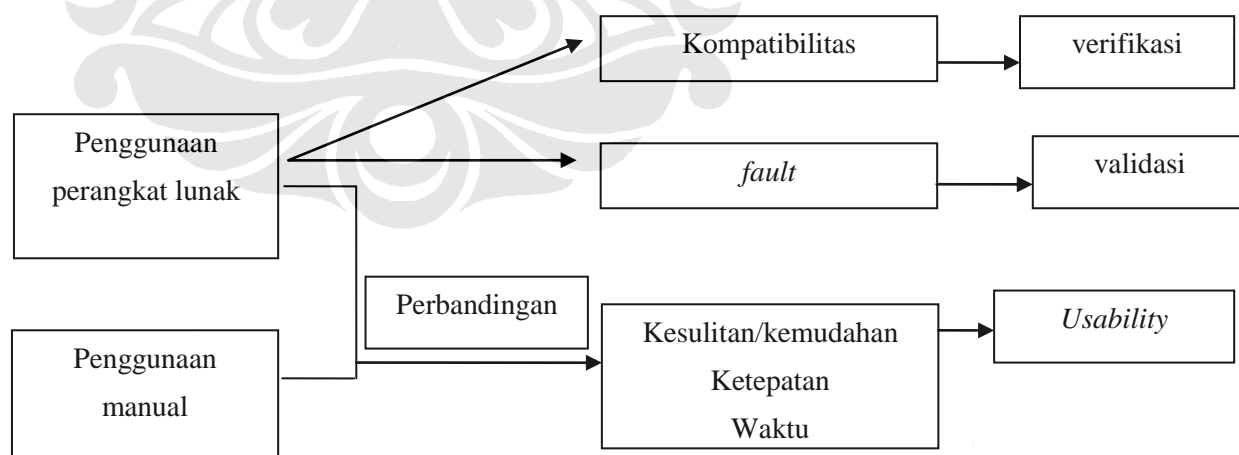 Kompatibilitas
verifikasi
Penggunaan
perangkat lunak
fault
validasi
Perbandingan
Kesulitan/kemudahan
Ketepatan
Waktu
Usability
Penggunaan
manual